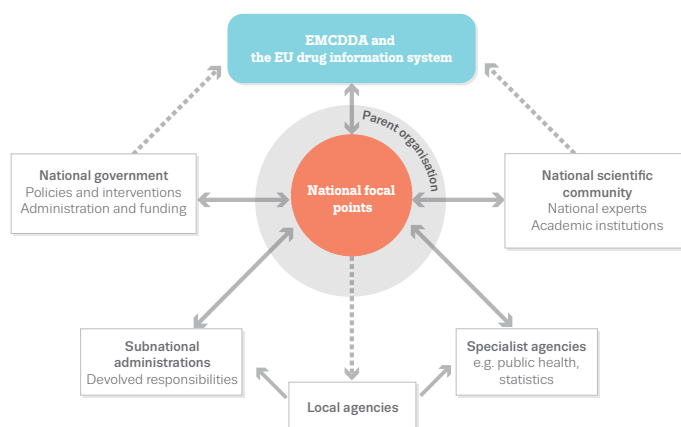 EMCDDA and
the EU drug information system
Parent organisation
National government
Policies and interventions
Administration and funding
National focal
points
National scientific
community
National experts
Academic institutions
Subnational
administrations
Devolved responsibilities
Specialist agencies
e.g. public health,
statistics
Local agencies